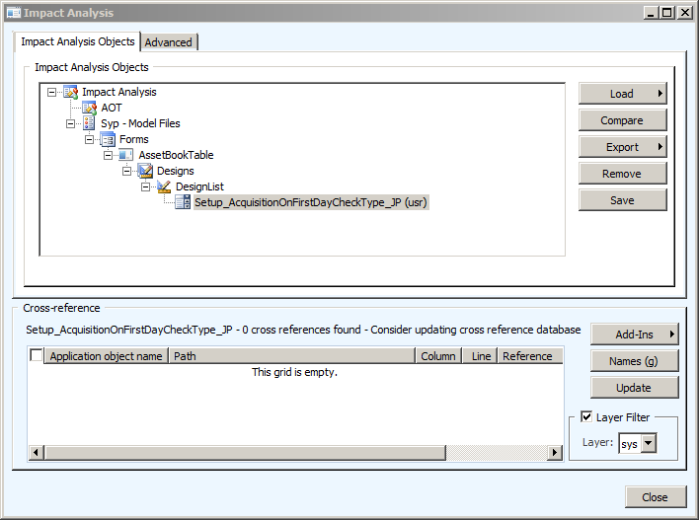 Impact Analysis
Impact Analysis Objects Advanced
Impact Analysis Objects
Impact Analysis
AOT
Syp - Model Files
Forms
AssetBookTable
Designs
DesignList
Setup_AcquisitionOnFirstDayCheckType_JP (usr)
Load
Compare
Export
Remove
Save
Cross-reference
Setup_AcquisitionOnFirstDayCheckType_JP - 0 cross references found - Consider updating cross reference database
Application object name Path Column Line Reference
This grid is empty.
Add-Ins
Names (g)
Update
Layer Filter
Layer: sys
Close